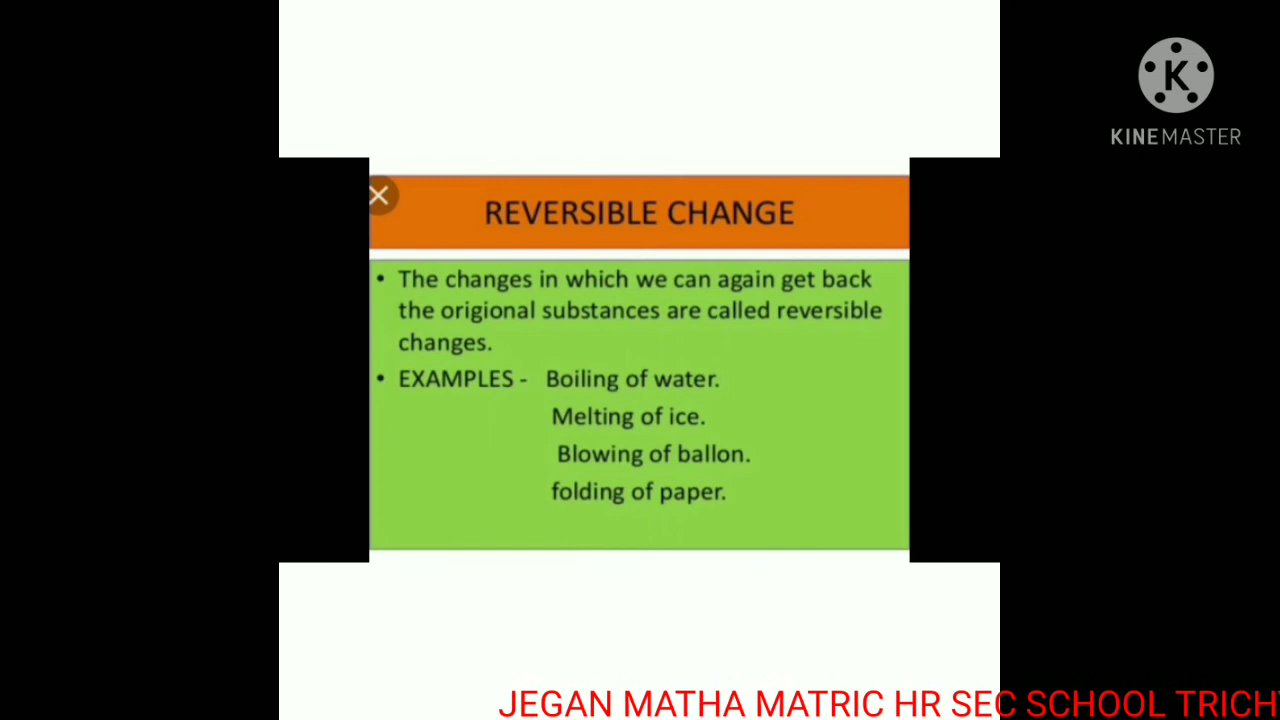 K
KINEMASTER
REVERSIBLE CHANGE
• The changes in which we can again get back
the origional substances are called reversible
changes.
• EXAMPLES - Boiling of water.
Melting of ice.
Blowing of ballon.
folding of paper.
JEGAN MATHA MATRIC HR SEC SCHOOL TRICH